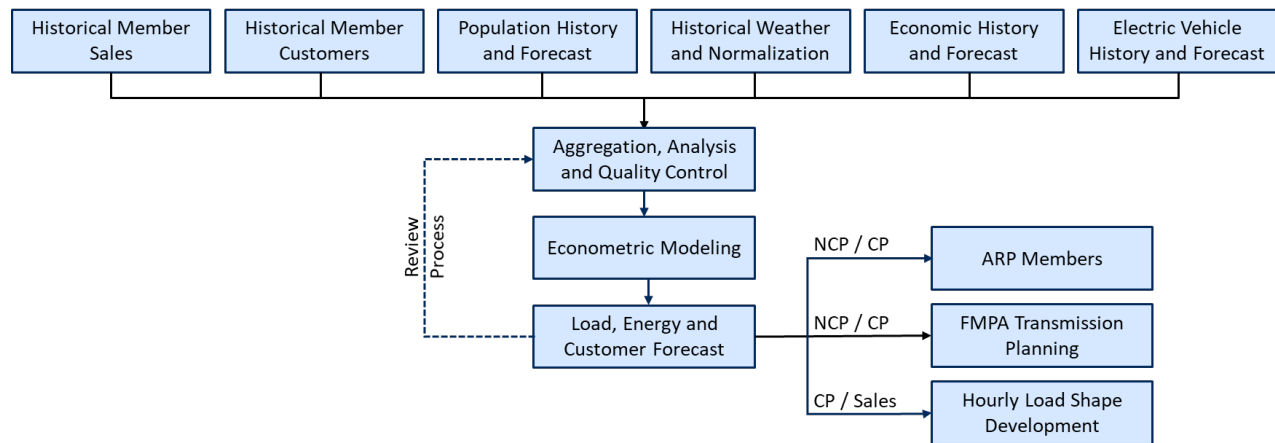 Historical Member
Sales
Historical Member
Customers
Population History
and Forecast
Historical Weather
and Normalization
Economic History
and Forecast
Electric Vehicle
History and Forecast
Aggregation, Analysis
and Quality Control
Review
Process
Econometric Modeling
Load, Energy and
Customer Forecast
NCP / CP
ARP Members
NCP / CP
FMPA Transmission
Planning
CP / Sales
Hourly Load Shape
Development